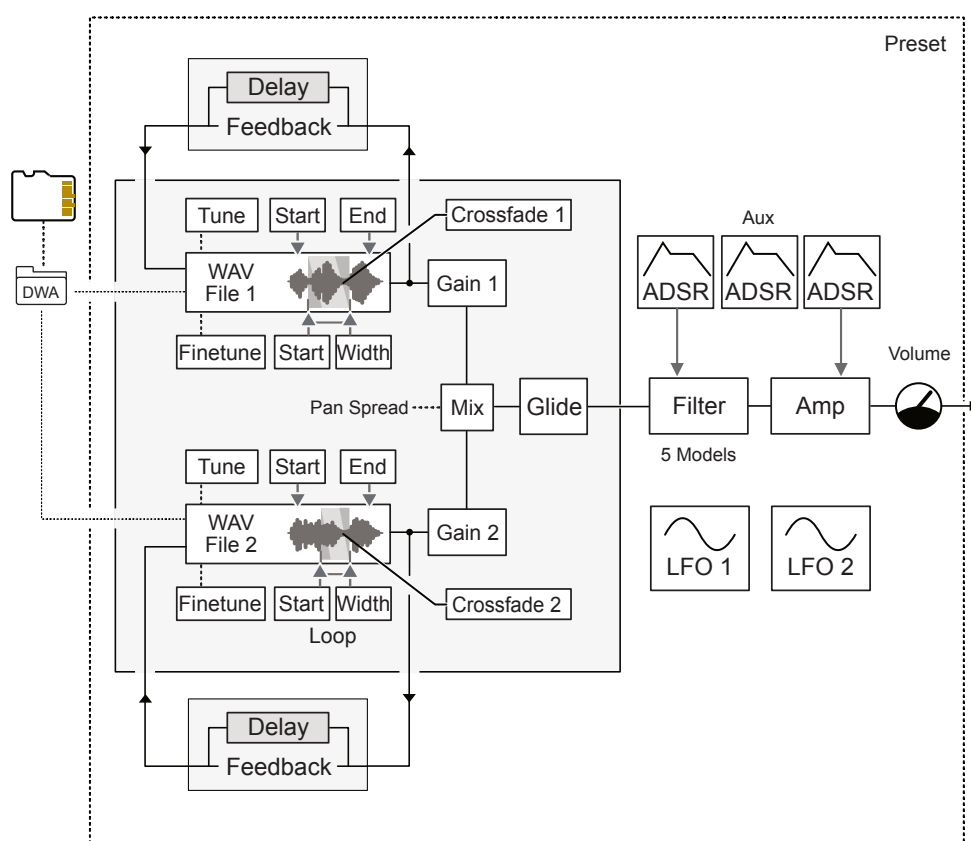 Preset
Delay
Feedback
Tune
Start
End
Crossfade 1
Aux
WAV
File 1
Gain 1
ADSR
ADSR
ADSR
DWA
Finetune
Start
Width
Volume
Pan Spread
Mix
Glide
Filter
Amp
5 Models
Tune
Start
End
WAV
File 2
Gain 2
LFO 1
LFO 2
Finetune
Start
Width
Crossfade 2
Loop
Delay
Feedback